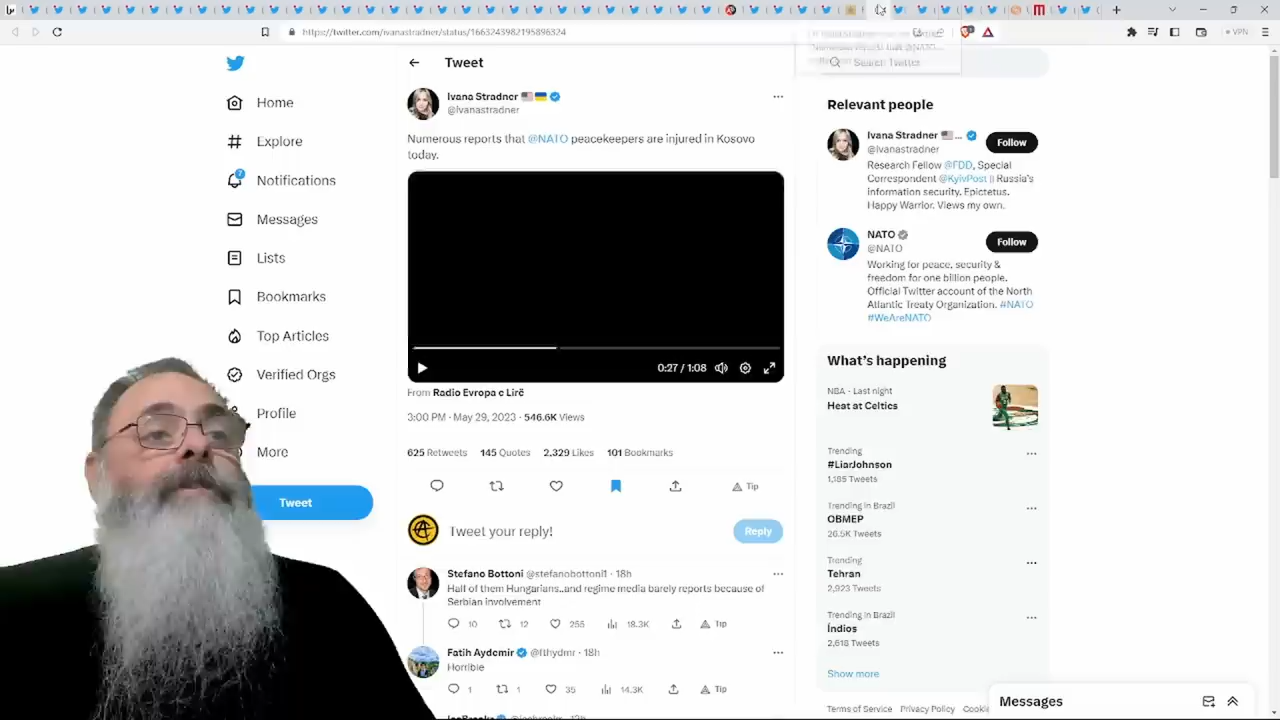 https://twitter.com/ivanastradner/status/1663243982195896324
VPN
Home
Explore
7
Notifications
Messages
Lists
Bookmarks
Top Articles
Verified Orgs
Profile
More
Tweet
Tweet
Ivana Stradner
@ivanastradner
Numerous reports that @NATO peacekeepers are injured in Kosovo
today.
0:27 / 1:08
From Radio Evropa e Lirë
3:00 PM · May 29, 2023 · 546.6K Views
625 Retweets 145 Quotes 2,329 Likes 101 Bookmarks
Tip
Tweet your reply!
Reply
Stefano Bottoni @stefanobottoni1 · 18h
Half of them Hungarians..and regime media barely reports because of
Serbian involvement
10 12 255 18.3K Tip
Fatih Aydemir @fthydmr · 18h
Horrible
1 1 35 14.3K Tip
Search Twitter
Relevant people
Ivana Stradner ...
@ivanastradner
Follow
Research Fellow @FDD, Special
Correspondent @KyivPost || Russia's
information security. Epictetus.
Happy Warrior. Views my own.
NATO
@NATO
Follow
Working for peace, security &
freedom for one billion people.
Official Twitter account of the North
Atlantic Treaty Organization. #NATO
#WeAreNATO
What's happening
NBA · Last night
Heat at Celtics
Trending
#LiarJohnson
1,185 Tweets
Trending in Brazil
OBMEP
20.5K Tweets
Trending
Tehran
2,923 Tweets
Trending in Brazil
Índios
2,618 Tweets
Show more
Terms of Service Privacy Policy
Messages